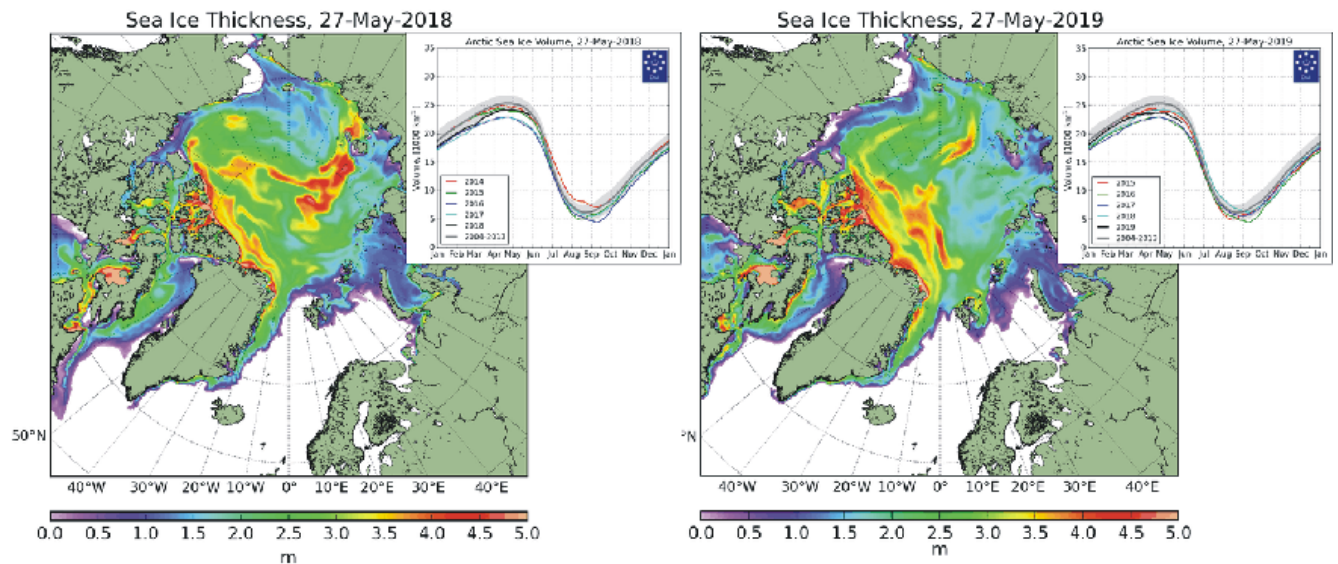 Sea Ice Thickness, 27-May-2018
Arctic Sea Ice Volume, 27-May-2018
Volume, [1000 km³]
35
30
25
20
15
10
5
0
2014
2015
2016
2017
2018
2004-2013
Jan Feb Mar Apr May Jun Jul Aug Sep Oct Nov Dec Jan
50°N
40°W 30°W 20°W 10°W 0° 10°E 20°E 30°E 40°E
0.0 0.5 1.0 1.5 2.0 2.5 3.0 3.5 4.0 4.5 5.0
m
Sea Ice Thickness, 27-May-2019
Arctic Sea Ice Volume, 27-May-2019
Volume, [1000 km³]
35
30
25
20
15
10
5
0
2015
2016
2017
2018
2019
2004-2013
Jan Feb Mar Apr May Jun Jul Aug Sep Oct Nov Dec Jan
°N
40°W 30°W 20°W 10°W 0° 10°E 20°E 30°E 40°E
0.0 0.5 1.0 1.5 2.0 2.5 3.0 3.5 4.0 4.5 5.0
m